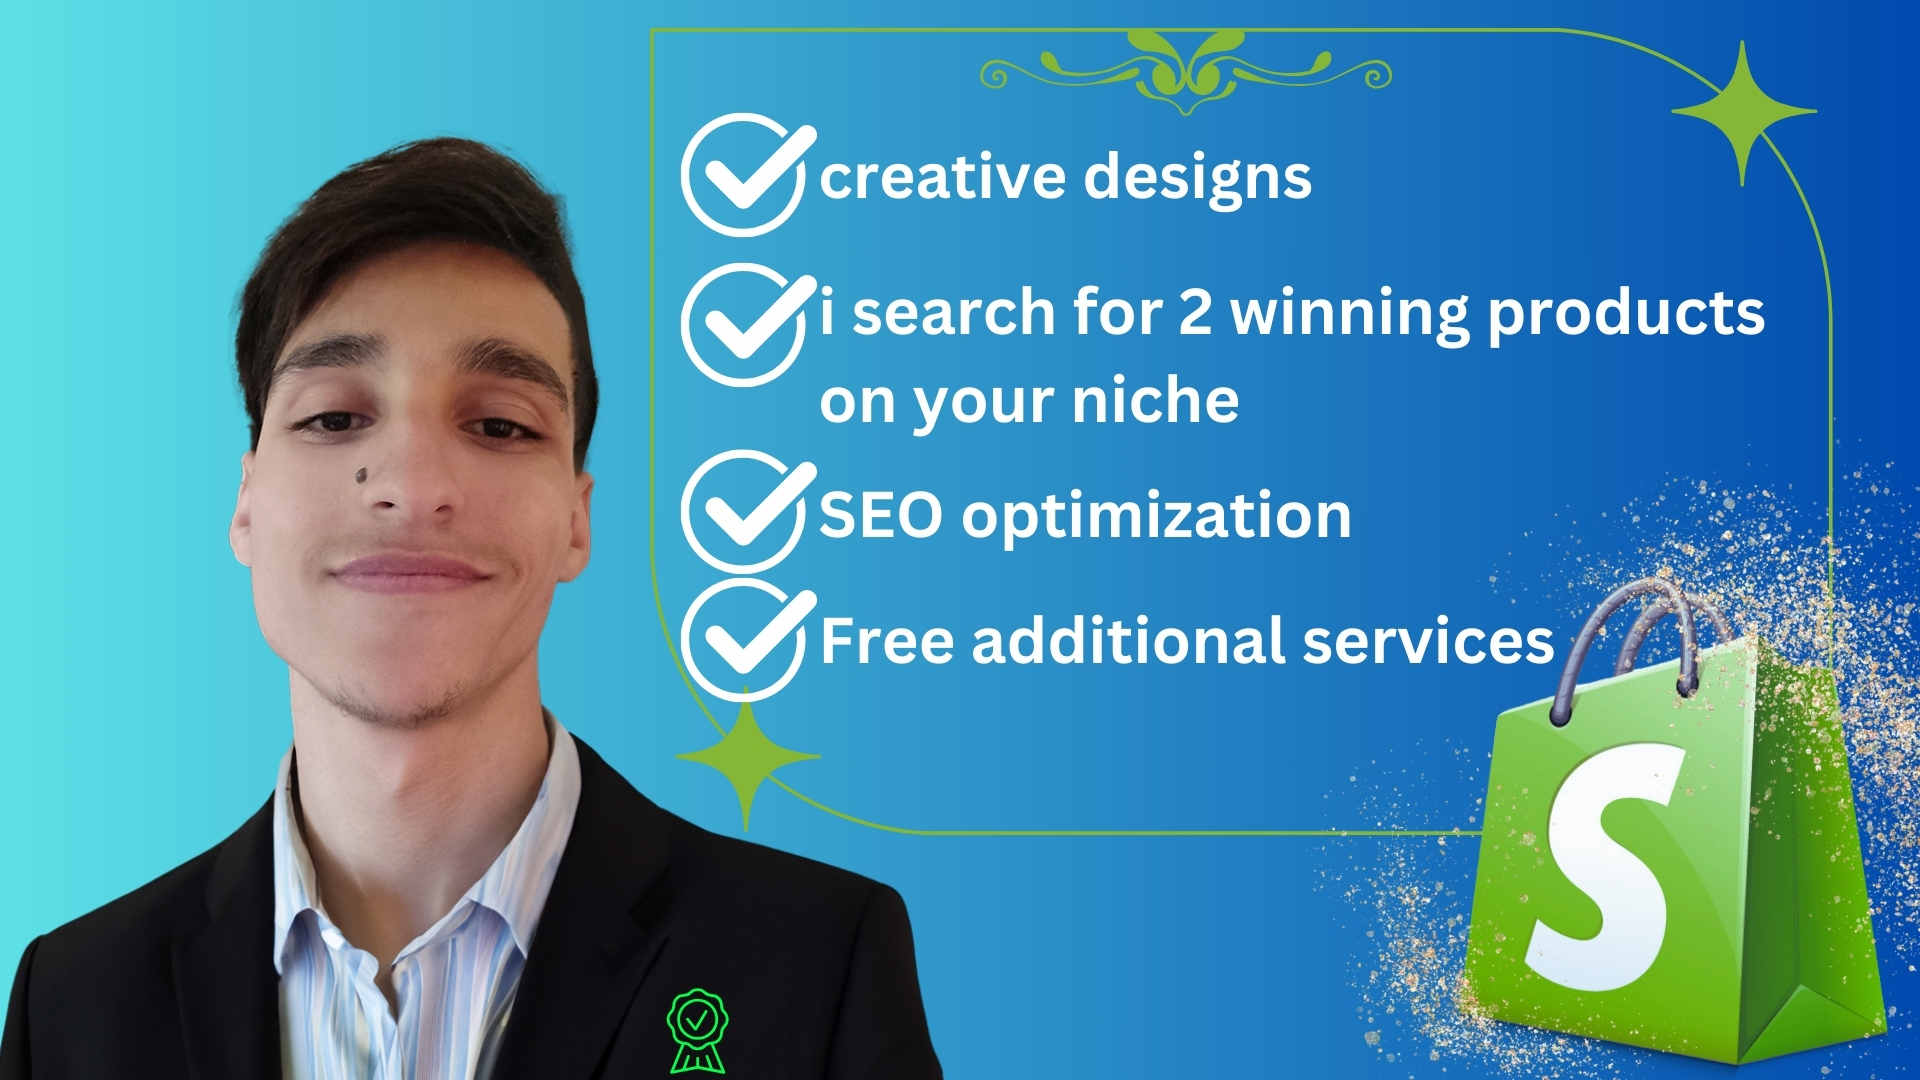 creative designs
i search for 2 winning products
on your niche
SEO optimization
Free additional services
S